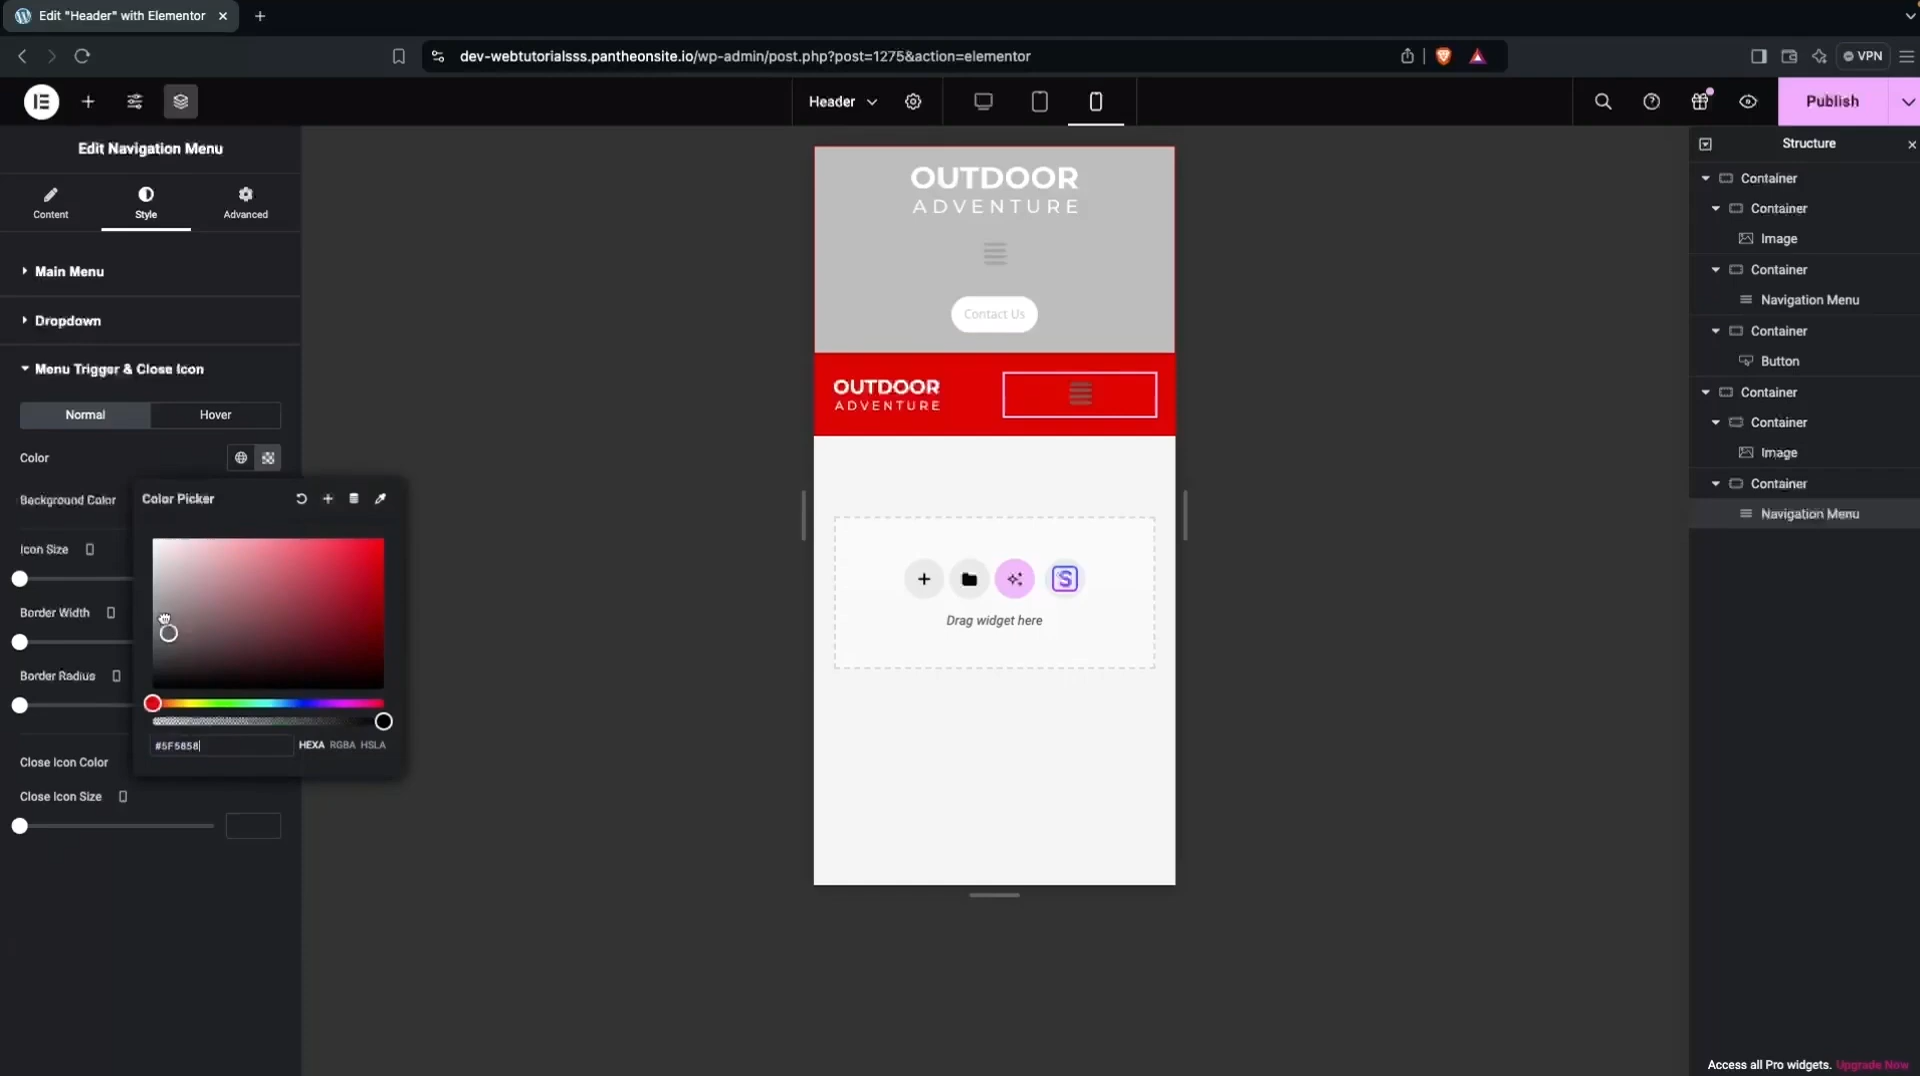 Edit "Header" with Elementor
dev-webtutorialsss.pantheonsite.io/wp-admin/post.php?post=1275&action=elementor
VPN
Header
Publish
Edit Navigation Menu
Content
Style
Advanced
Main Menu
Dropdown
Menu Trigger & Close Icon
Normal
Hover
Color
Background Color
Color Picker
Icon Size
Border Width
Border Radius
#5F5858
HEXA RGBA HSLA
Close Icon Color
Close Icon Size
OUTDOOR
ADVENTURE
Contact Us
OUTDOOR
ADVENTURE
Drag widget here
Structure
Container
Container
Image
Container
Navigation Menu
Container
Button
Container
Container
Image
Container
Navigation Menu
Access all Pro widgets. Upgrade Now